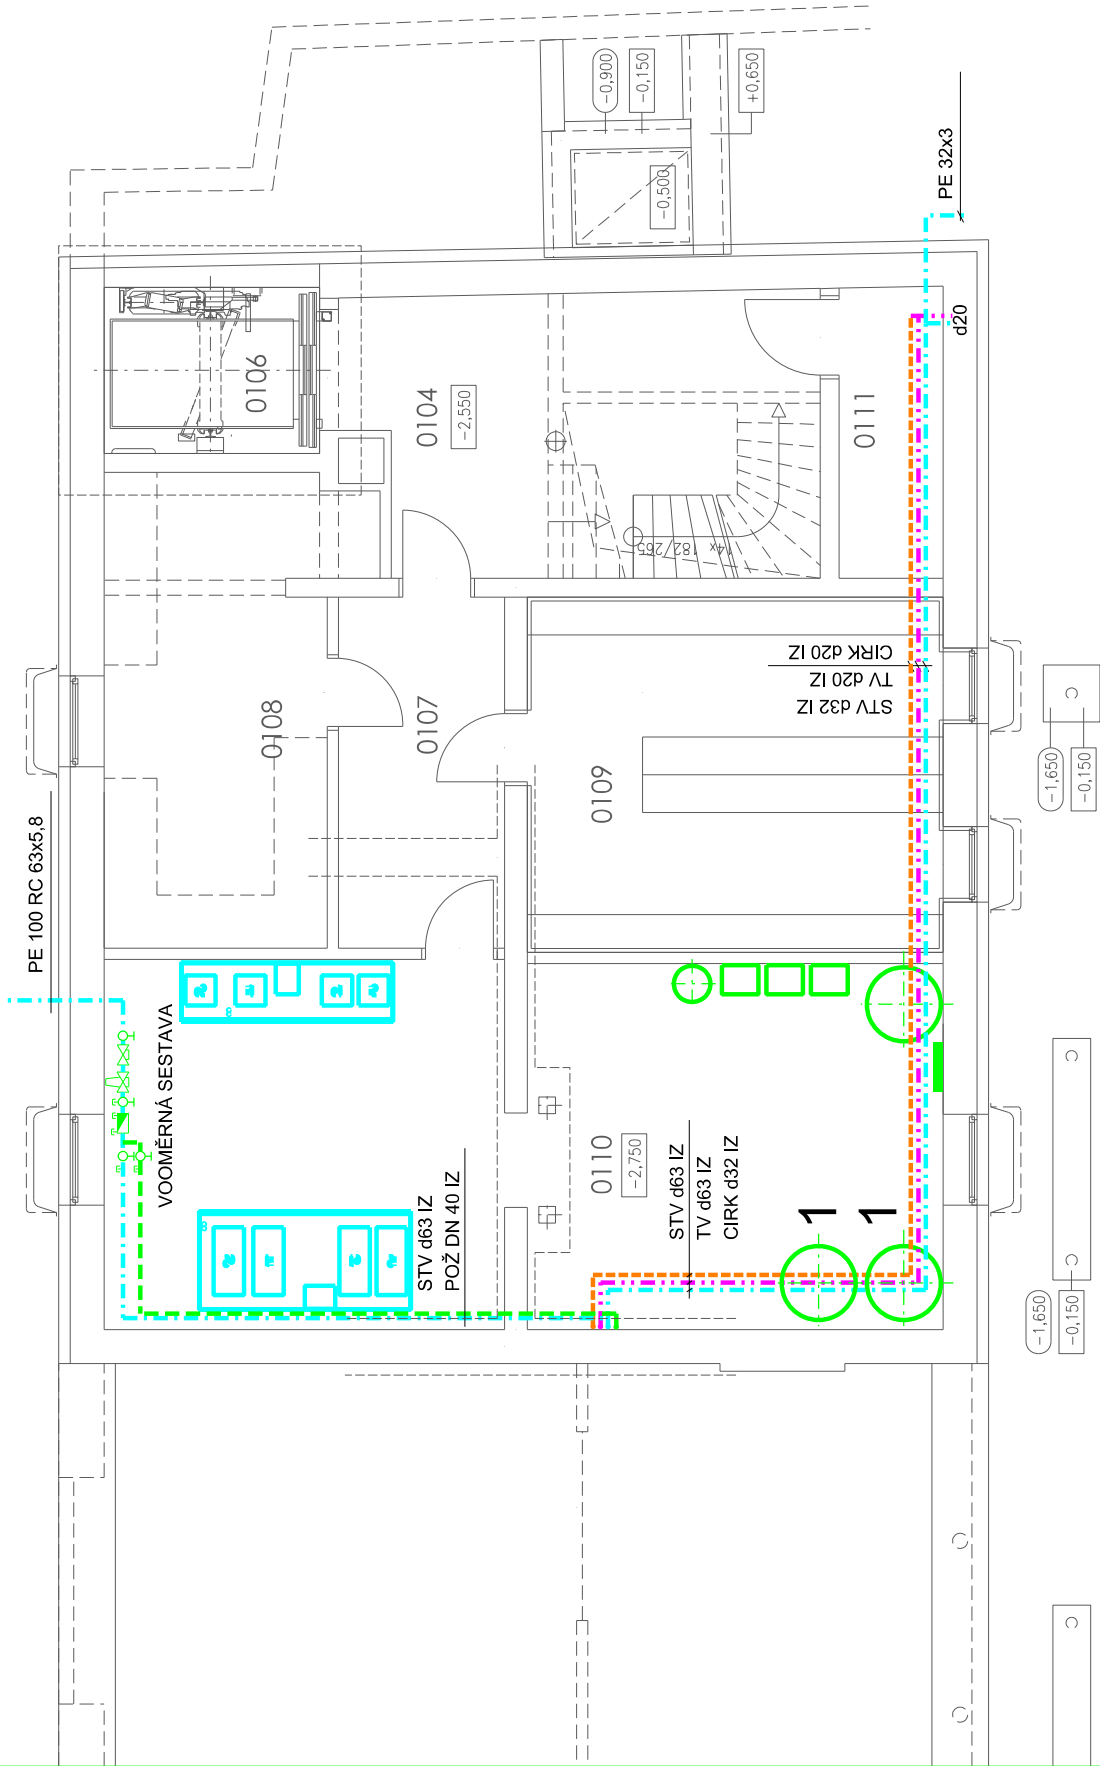 -0,900
-0,150
+0,650
-0,500
PE 32x3
d20
0106
0104
-2,550
0111
14x 182/265
CIRK d20 IZ
TV d20 IZ
STV d32 IZ
0108
0107
0109
C
-1,650
-0,150
PE 100 RC 63x5,8
VOOMĚRNÁ SESTAVA
STV d63 IZ
POŽ DN 40 IZ
0110
-2,750
STV d63 IZ
TV d63 IZ
CIRK d32 IZ
1
1
C
C
-1,650
-0,150
C